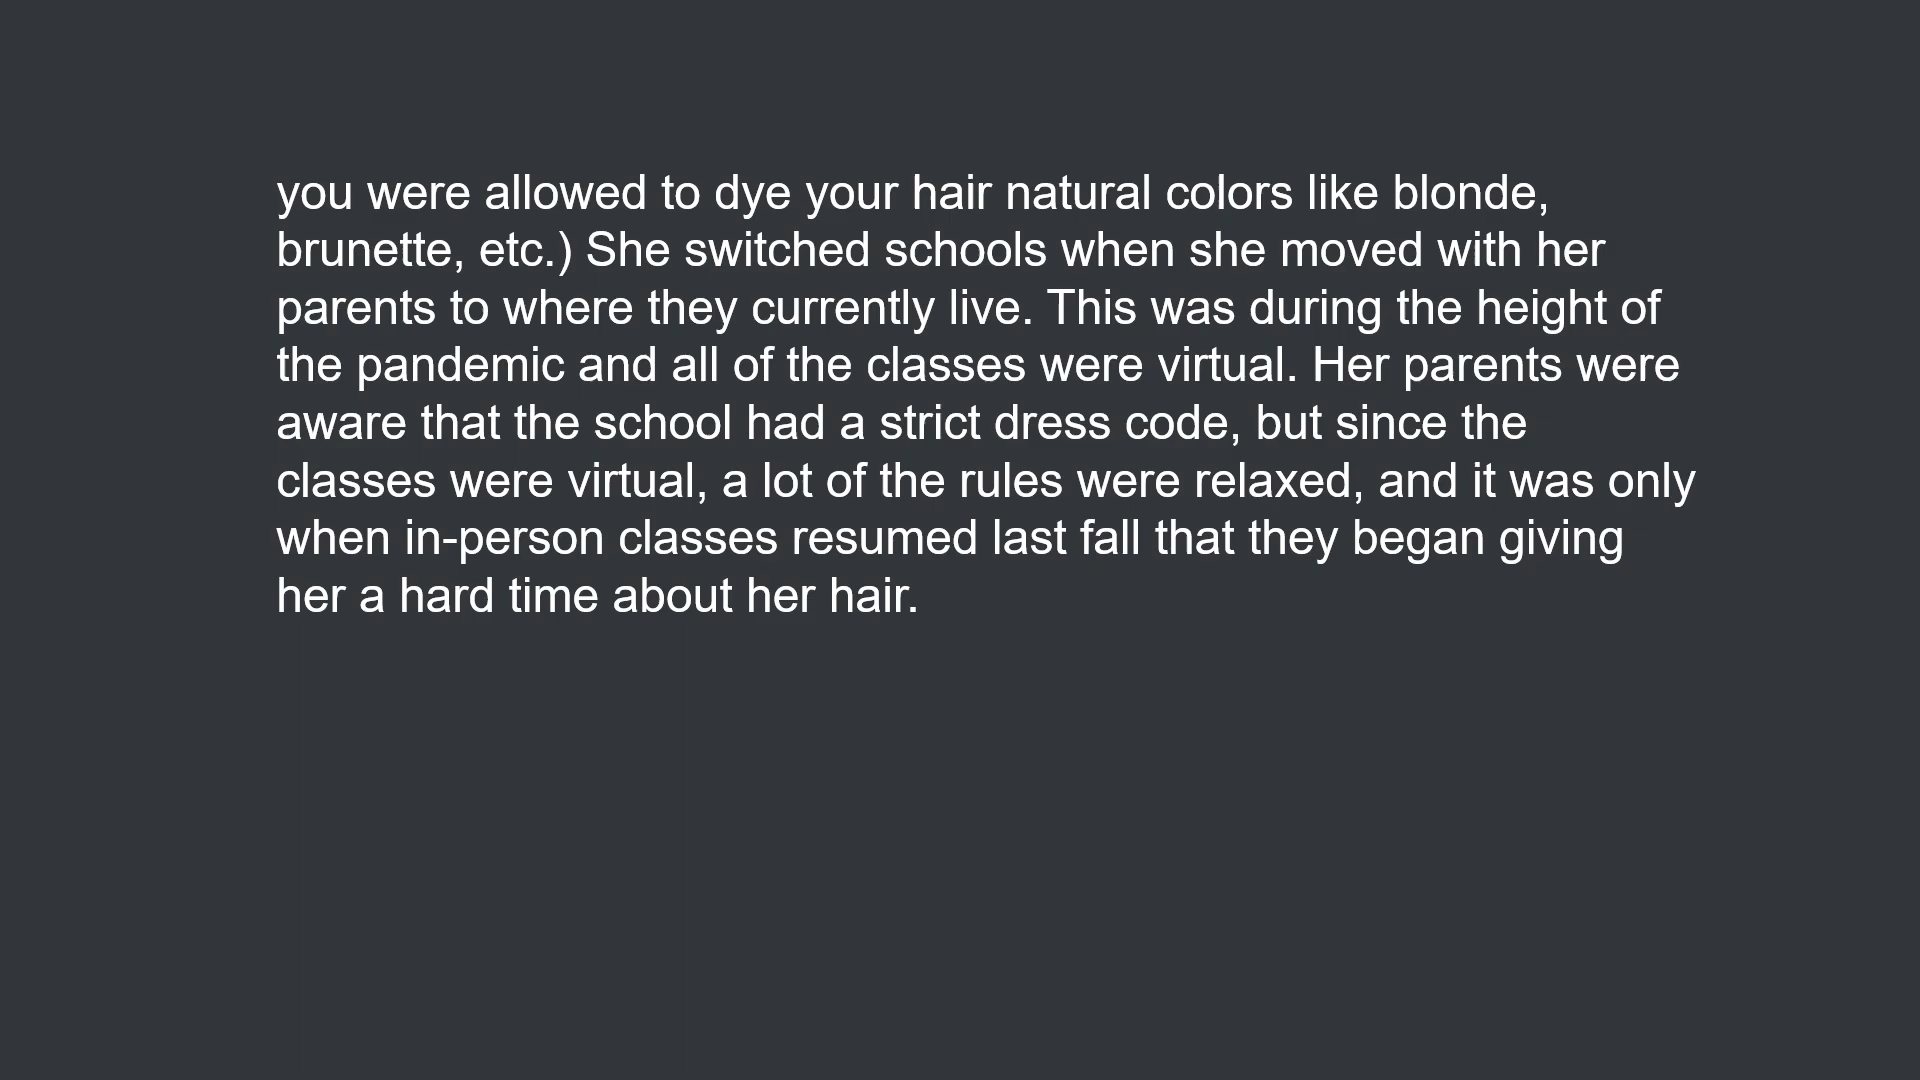 you were allowed to dye your hair natural colors like blonde,
brunette, etc.) She switched schools when she moved with her
parents to where they currently live. This was during the height of
the pandemic and all of the classes were virtual. Her parents were
aware that the school had a strict dress code, but since the
classes were virtual, a lot of the rules were relaxed, and it was only
when in-person classes resumed last fall that they began giving
her a hard time about her hair.